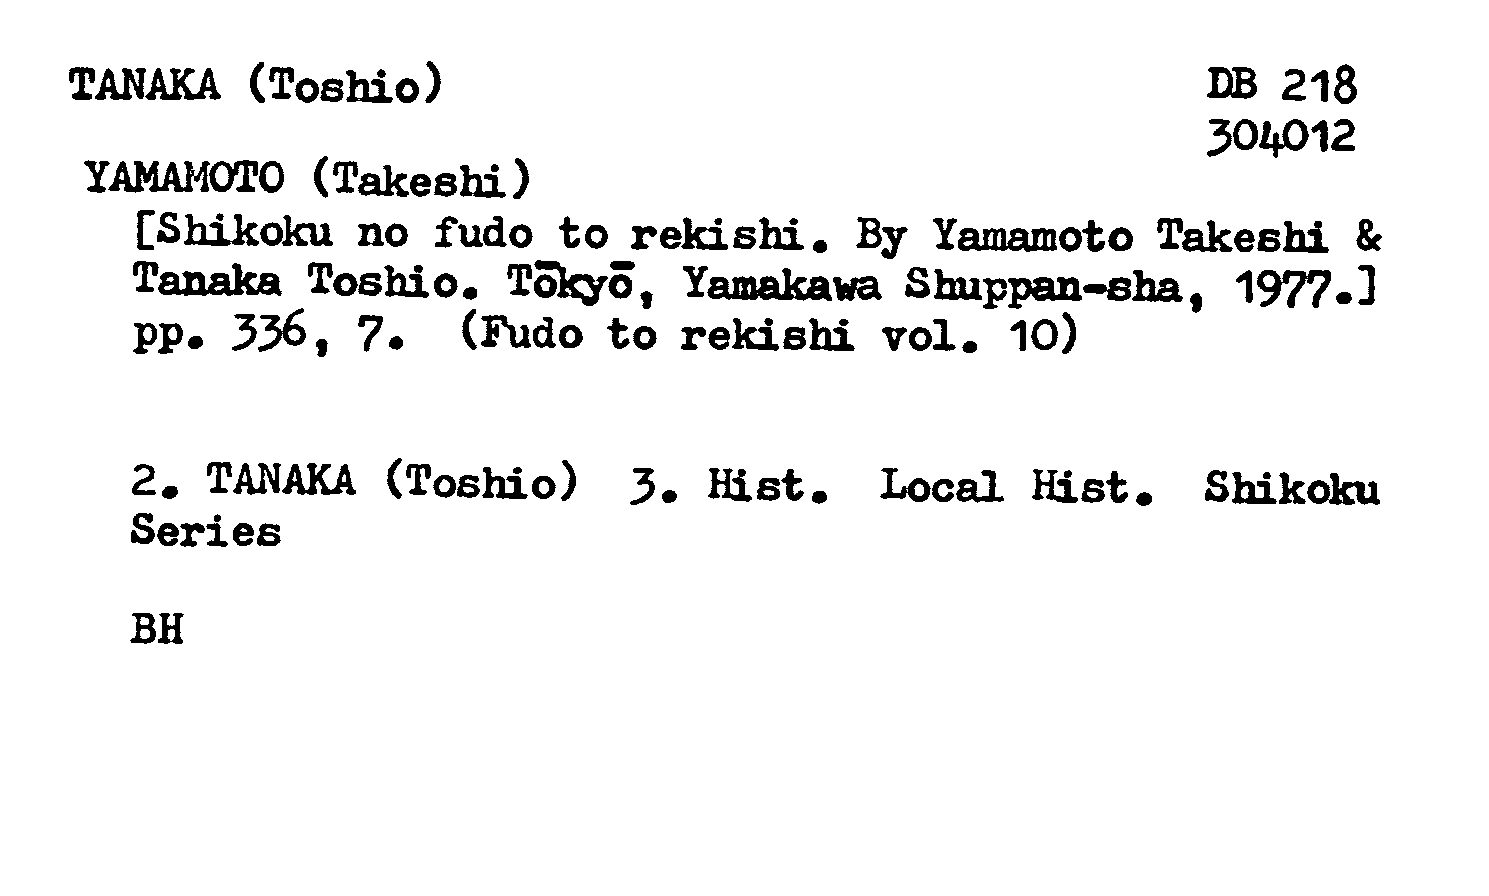 TANAKA (Toshio)
DB 218
304012
YAMAMOTO (Takeshi)
[Shikoku no fudo to rekishi. By Yamamoto Takeshi &
Tanaka Toshio. Tōkyō, Yamakawa Shuppan-sha, 1977.]
pp. 336, 7. (Fudo to rekishi vol. 10)
2. TANAKA (Toshio) 3. Hist. Local Hist. Shikoku
Series
BH